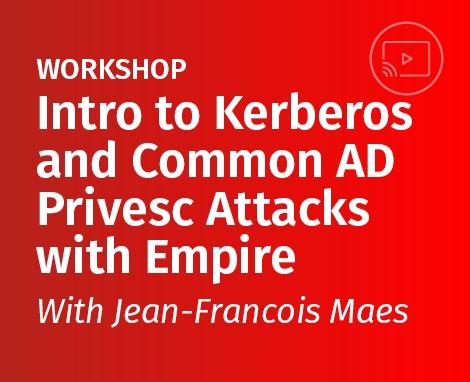 WORKSHOP
Intro to Kerberos
and Common AD
Privesc Attacks
with Empire
With Jean-Francois Maes